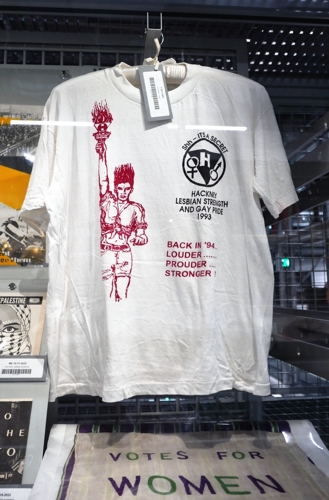 SHH - ITS A SECRET
H
HACKNEY
LESBIAN STRENGTH
AND GAY PRIDE
1993
BACK IN '94.
LOUDER......
PROUDER...
STRONGER!
PALESTINE
VOTES FOR
WOMEN